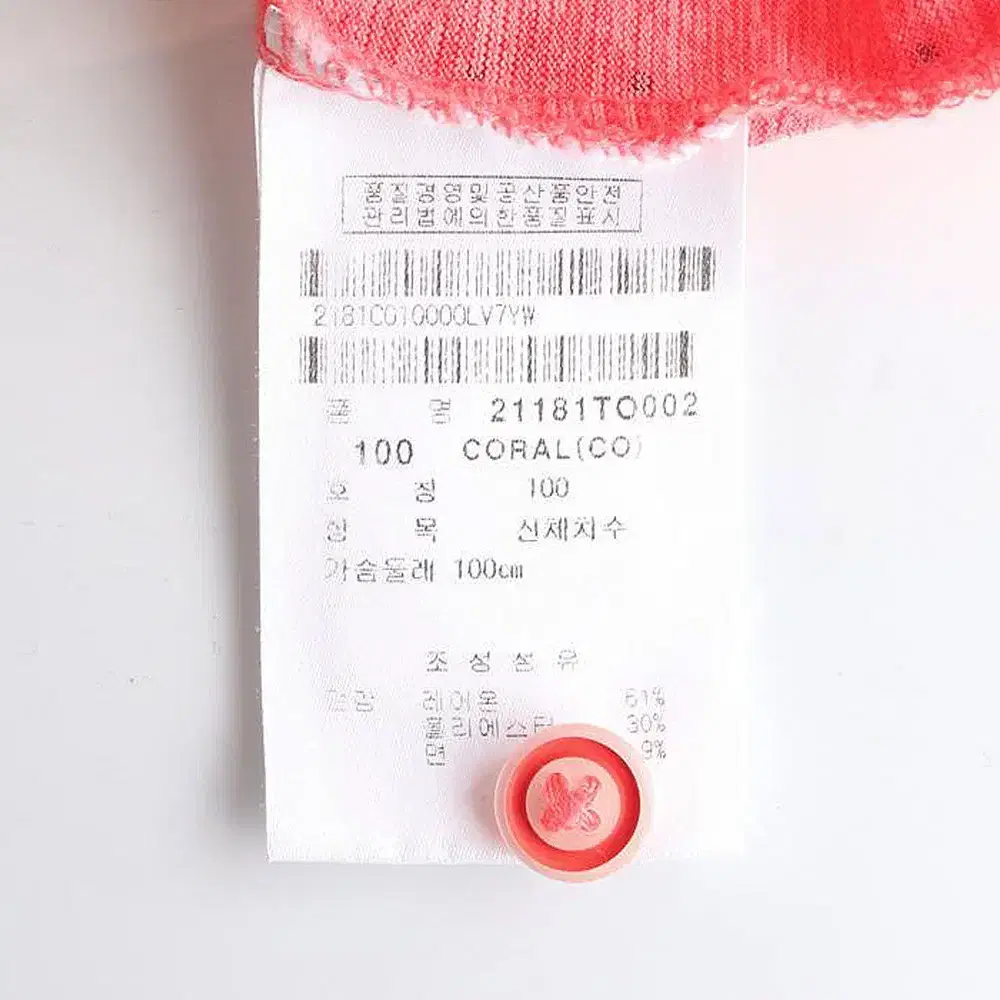 품질경영및공산품안전
관리법에의한품질표시
2181C010000LV7YW
품 명 21181TO002
100 CORAL(CO)
호 칭 100
항 목 신체치수
가슴둘레 100cm
조 성 섬 유
레이온 61%
폴리에스터 30%
면 9%